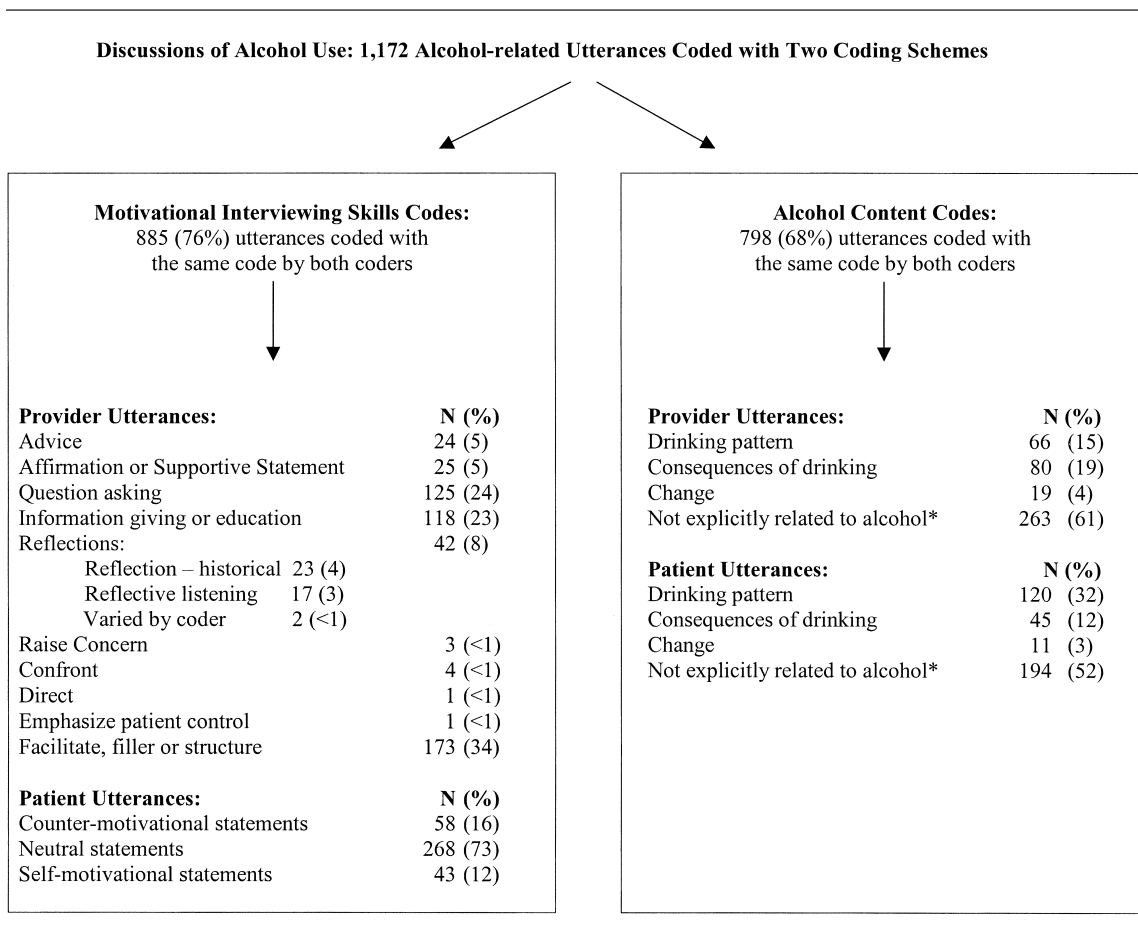 Discussions of Alcohol Use: 1,172 Alcohol-related Utterances Coded with Two Coding Schemes
Motivational Interviewing Skills Codes:
885 (76%) utterances coded with
the same code by both coders
Provider Utterances: N (%)
Advice 24 (5)
Affirmation or Supportive Statement 25 (5)
Question asking 125 (24)
Information giving or education 118 (23)
Reflections: 42 (8)
Reflection – historical 23 (4)
Reflective listening 17 (3)
Varied by coder 2 (<1)
Raise Concern 3 (<1)
Confront 4 (<1)
Direct 1 (<1)
Emphasize patient control 1 (<1)
Facilitate, filler or structure 173 (34)
Patient Utterances: N (%)
Counter-motivational statements 58 (16)
Neutral statements 268 (73)
Self-motivational statements 43 (12)
Alcohol Content Codes:
798 (68%) utterances coded with
the same code by both coders
Provider Utterances: N (%)
Drinking pattern 66 (15)
Consequences of drinking 80 (19)
Change 19 (4)
Not explicitly related to alcohol* 263 (61)
Patient Utterances: N (%)
Drinking pattern 120 (32)
Consequences of drinking 45 (12)
Change 11 (3)
Not explicitly related to alcohol* 194 (52)